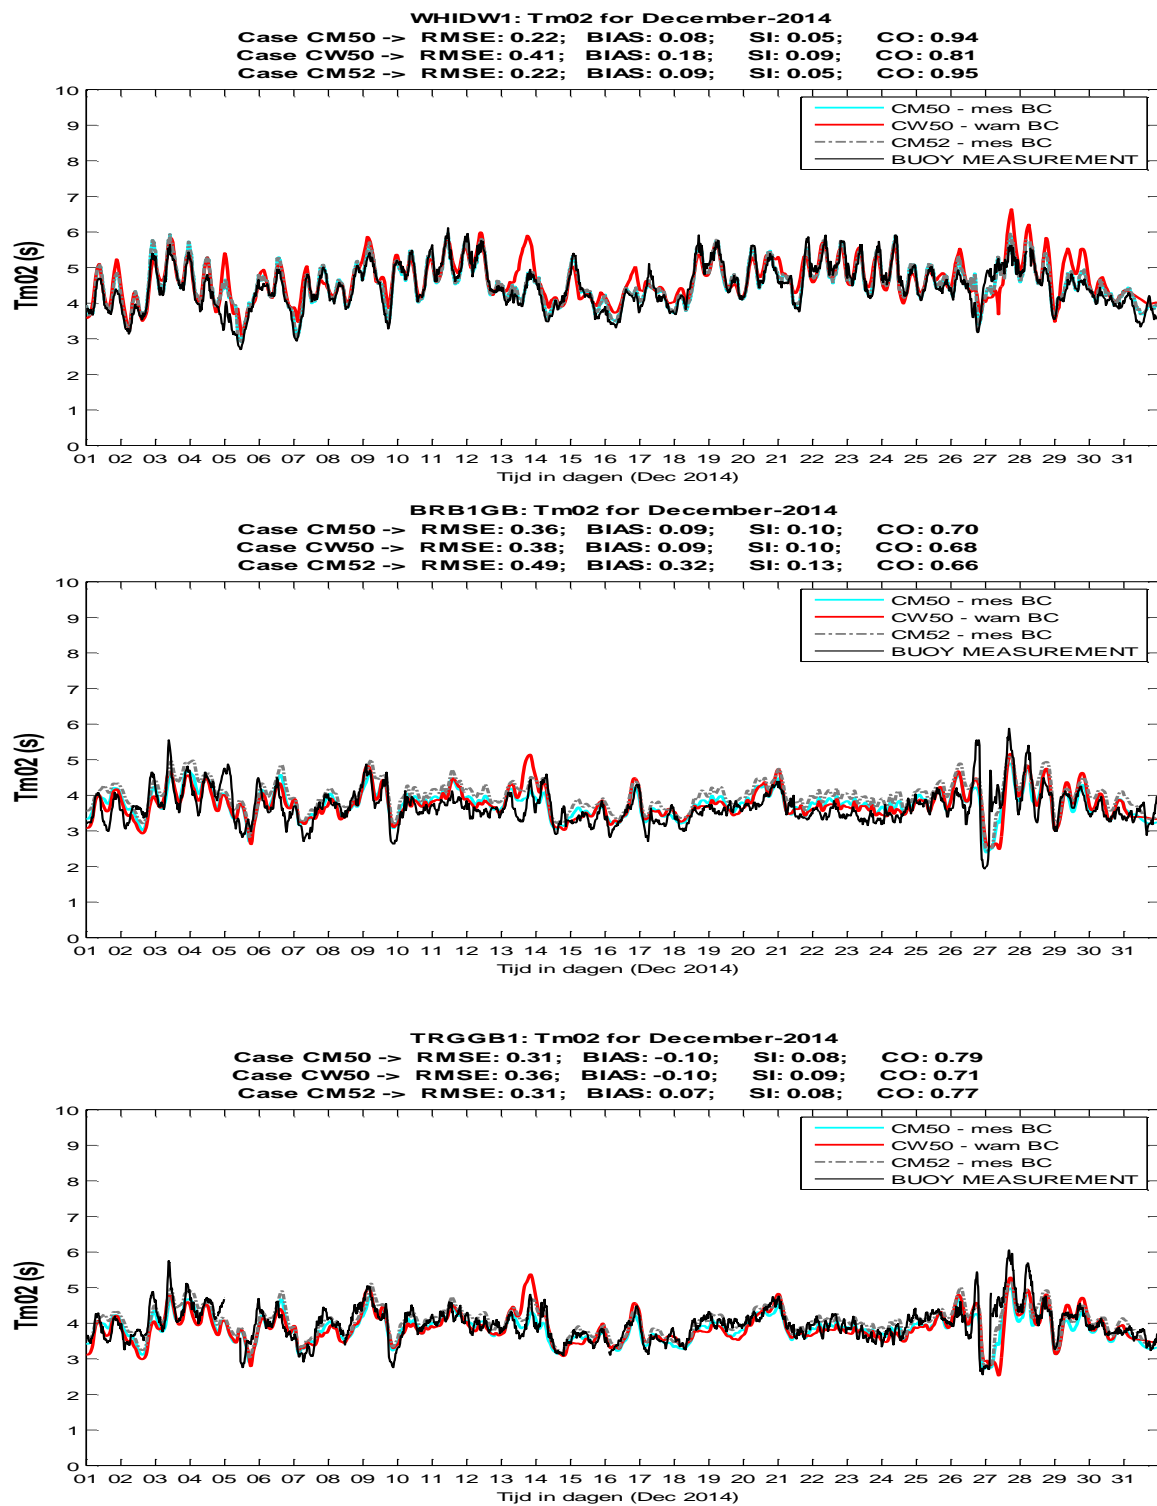 WHIDW1: Tm02 for December-2014
Case CM50 -> RMSE: 0.22; BIAS: 0.08; SI: 0.05; CO: 0.94
Case CW50 -> RMSE: 0.41; BIAS: 0.18; SI: 0.09; CO: 0.81
Case CM52 -> RMSE: 0.22; BIAS: 0.09; SI: 0.05; CO: 0.95
CM50 - mes BC
CW50 - wam BC
CM52 - mes BC
BUOY MEASUREMENT
10
9
8
7
6
5
4
3
2
1
0
Tm02 (s)
01 02 03 04 05 06 07 08 09 10 11 12 13 14 15 16 17 18 19 20 21 22 23 24 25 26 27 28 29 30 31
Tijd in dagen (Dec 2014)
BRB1GB: Tm02 for December-2014
Case CM50 -> RMSE: 0.36; BIAS: 0.09; SI: 0.10; CO: 0.70
Case CW50 -> RMSE: 0.38; BIAS: 0.09; SI: 0.10; CO: 0.68
Case CM52 -> RMSE: 0.49; BIAS: 0.32; SI: 0.13; CO: 0.66
CM50 - mes BC
CW50 - wam BC
CM52 - mes BC
BUOY MEASUREMENT
10
9
8
7
6
5
4
3
2
1
0
Tm02 (s)
01 02 03 04 05 06 07 08 09 10 11 12 13 14 15 16 17 18 19 20 21 22 23 24 25 26 27 28 29 30 31
Tijd in dagen (Dec 2014)
TRGGB1: Tm02 for December-2014
Case CM50 -> RMSE: 0.31; BIAS: -0.10; SI: 0.08; CO: 0.79
Case CW50 -> RMSE: 0.36; BIAS: -0.10; SI: 0.09; CO: 0.71
Case CM52 -> RMSE: 0.31; BIAS: 0.07; SI: 0.08; CO: 0.77
CM50 - mes BC
CW50 - wam BC
CM52 - mes BC
BUOY MEASUREMENT
10
9
8
7
6
5
4
3
2
1
0
Tm02 (s)
01 02 03 04 05 06 07 08 09 10 11 12 13 14 15 16 17 18 19 20 21 22 23 24 25 26 27 28 29 30 31
Tijd in dagen (Dec 2014)